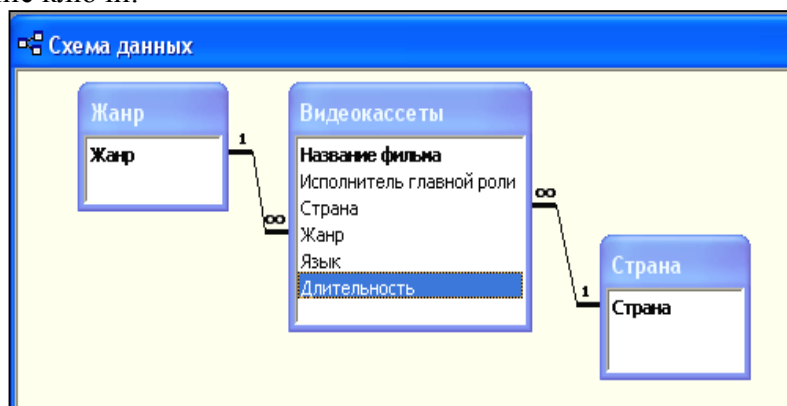 Схема данных
Жанр
Жанр
1
∞
Видеокассеты
Название фильма
Исполнитель главной роли
Страна
Жанр
Язык
Длительность
∞
1
Страна
Страна